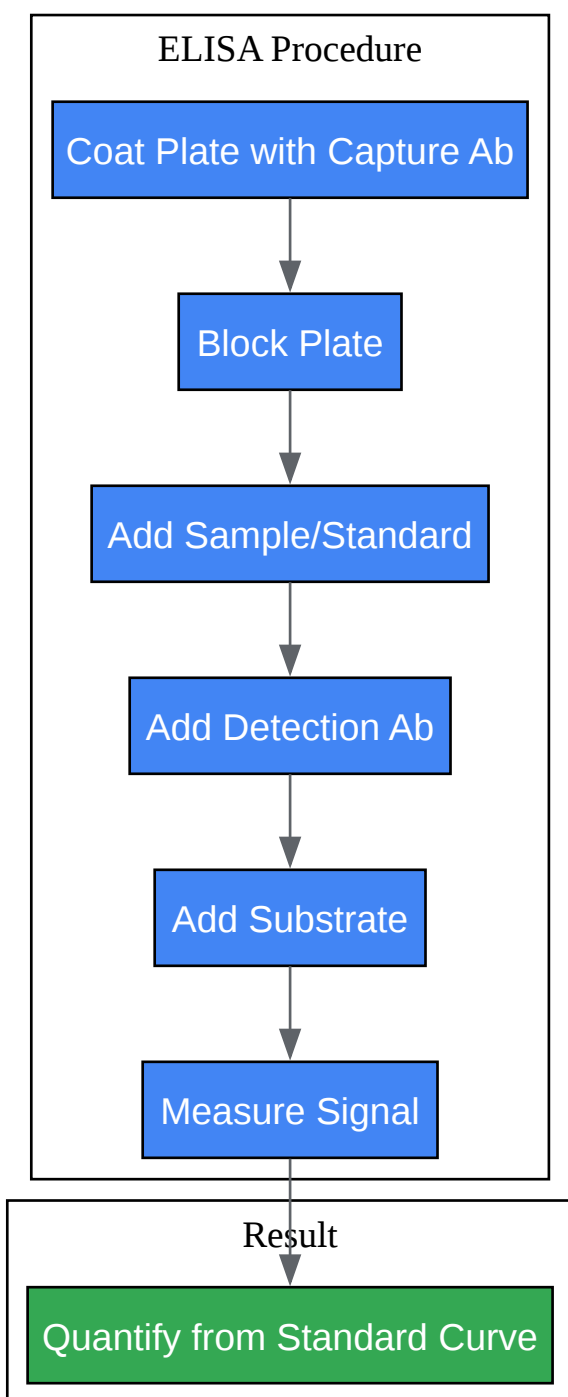 ELISA Procedure
Coat Plate with Capture Ab
Block Plate
Add Sample/Standard
Add Detection Ab
Add Substrate
Measure Signal
Result
Quantify from Standard Curve